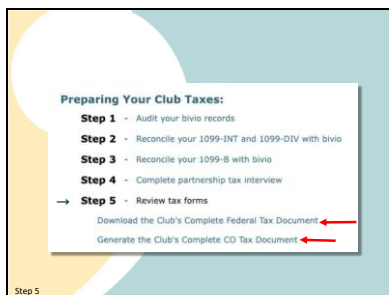 Preparing Your Club Taxes:
Step 1 - Audit your bivio records
Step 2 - Reconcile your 1099-INT and 1099-DIV with bivio
Step 3 - Reconcile your 1099-B with bivio
Step 4 - Complete partnership tax interview
→ Step 5 - Review tax forms
Download the Club's Complete Federal Tax Document
Generate the Club's Complete CO Tax Document
Step 5